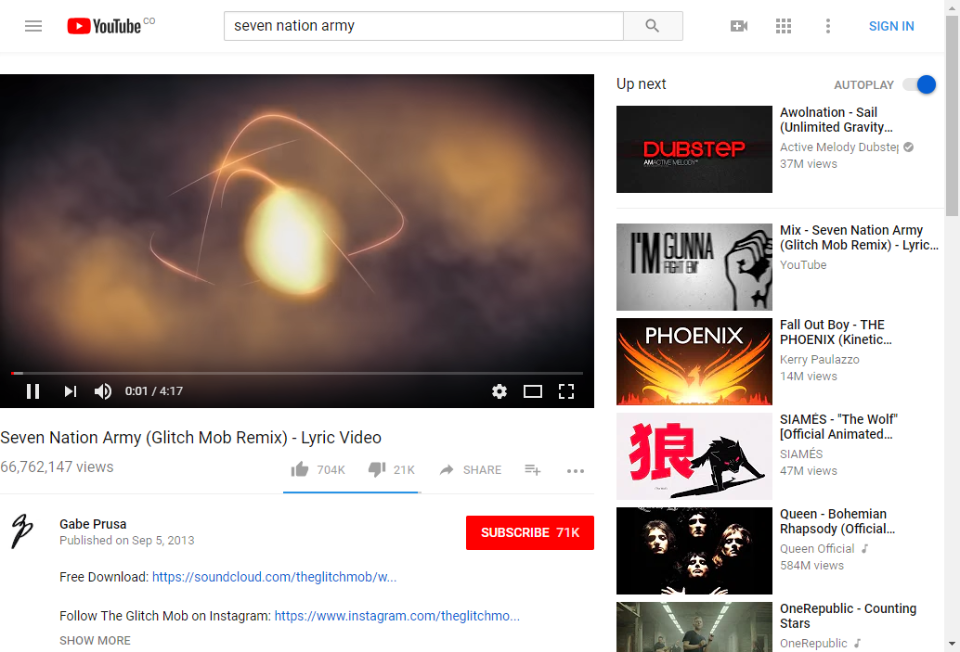 YouTube CO
seven nation army
SIGN IN
0:01 / 4:17
Seven Nation Army (Glitch Mob Remix) - Lyric Video
66,762,147 views
704K
21K
SHARE
Gabe Prusa
Published on Sep 5, 2013
SUBSCRIBE 71K
Free Download: https://soundcloud.com/theglitchmob/w...
Follow The Glitch Mob on Instagram: https://www.instagram.com/theglitchmo...
SHOW MORE
Up next
AUTOPLAY
DUBSTEP
Awolnation - Sail
(Unlimited Gravity...
Active Melody Dubstep
37M views
I'M GUNNA
FIGHT EM'
Mix - Seven Nation Army
(Glitch Mob Remix) - Lyric...
YouTube
PHOENIX
Fall Out Boy - THE
PHOENIX (Kinetic...
Kerry Paulazzo
14M views
狼
SIAMÉS - "The Wolf"
[Official Animated...
SIAMÉS
47M views
Queen - Bohemian
Rhapsody (Official...
Queen Official
584M views
OneRepublic - Counting
Stars
OneRepublic